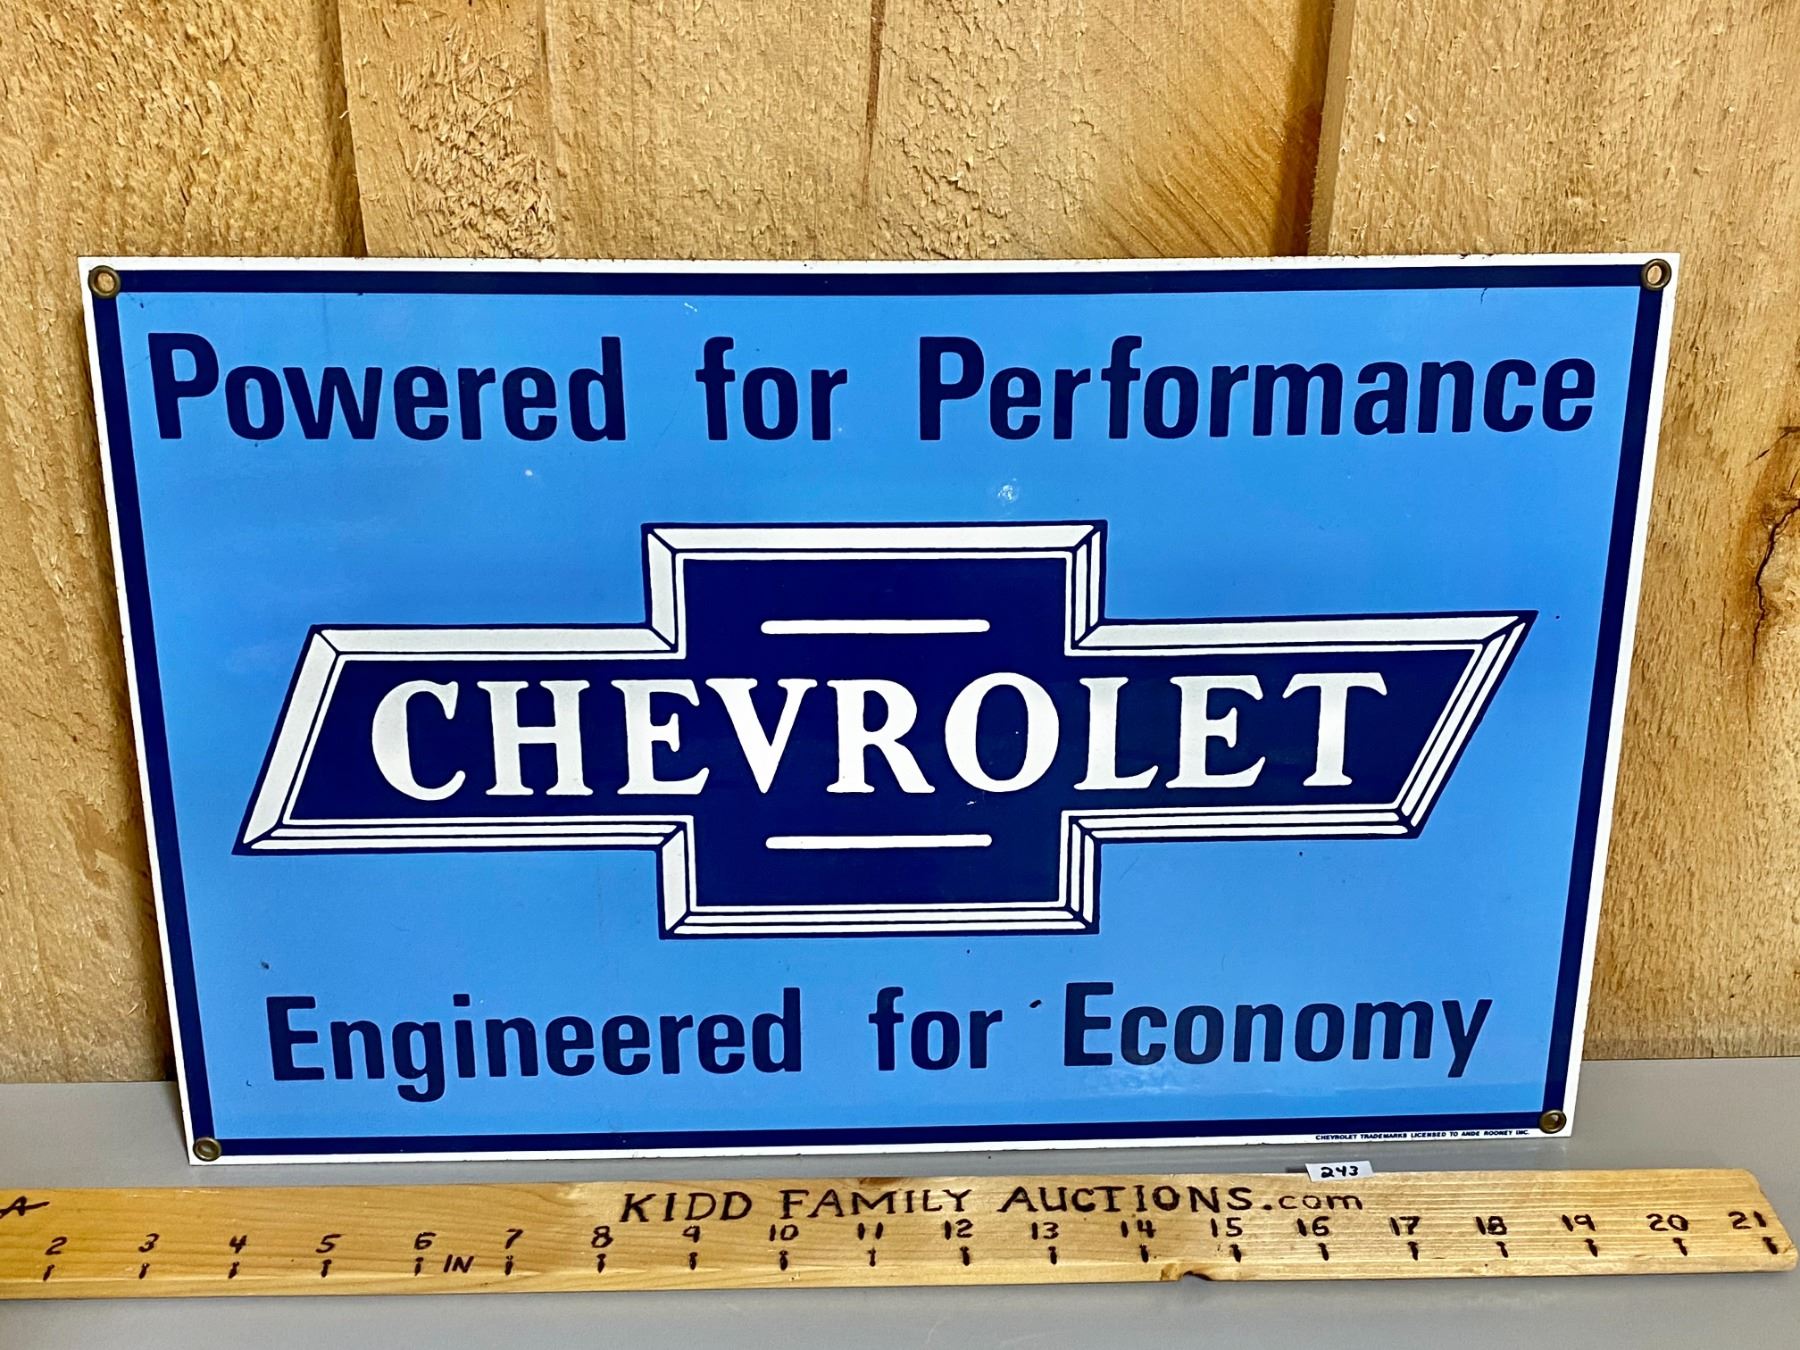 Powered for Performance
CHEVROLET
Engineered for Economy
CHEVROLET TRADEMARKS LICENSED TO ANDE ROONEY INC.
243
KIDD FAMILY AUCTIONS.com
2 3 4 5 6 IN 7 8 9 10 11 12 13 14 15 16 17 18 19 20 21